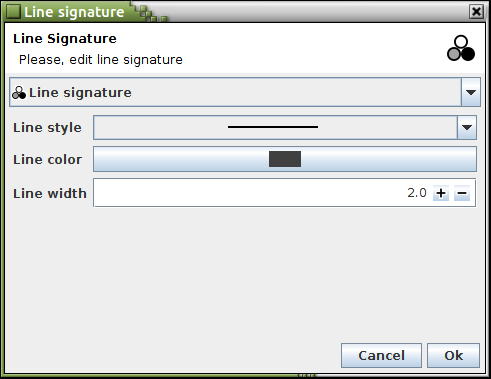 Line signature
Line Signature
Please, edit line signature
Line signature
Line style
Line color
Line width 2.0
Cancel Ok